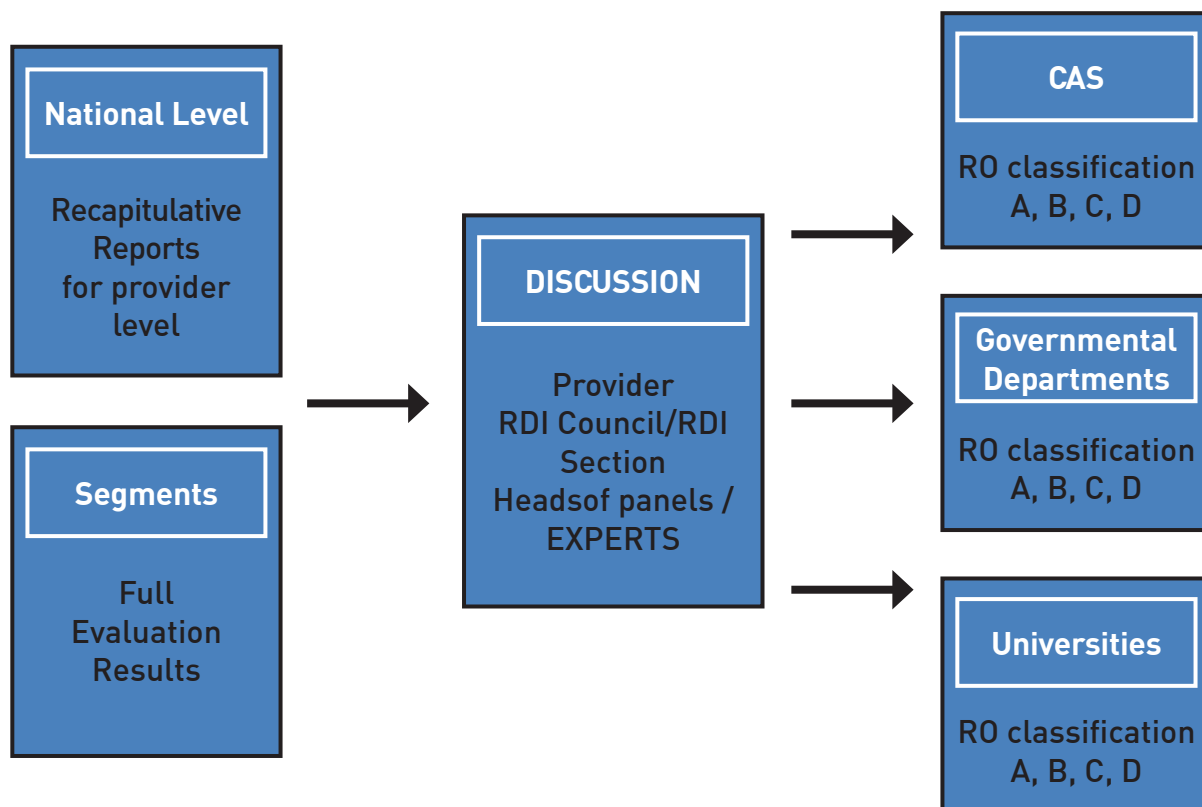 National Level
Recapitulative
Reports
for provider
level
Segments
Full
Evaluation
Results
DISCUSSION
Provider
RDI Council/RDI
Section
Headsof panels /
EXPERTS
CAS
RO classification
A, B, C, D
Governmental
Departments
RO classification
A, B, C, D
Universities
RO classification
A, B, C, D